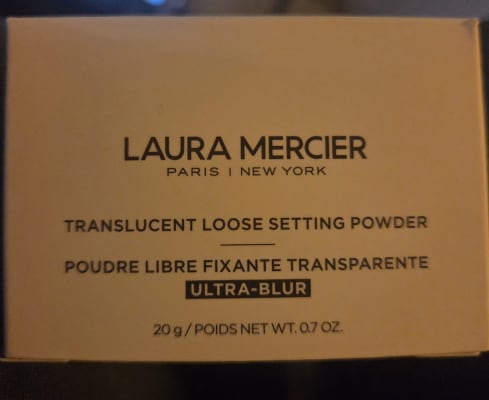 LAURA MERCIER
PARIS | NEW YORK
TRANSLUCENT LOOSE SETTING POWDER
POUDRE LIBRE FIXANTE TRANSPARENTE
ULTRA-BLUR
20 g / POIDS NET WT. 0.7 OZ.